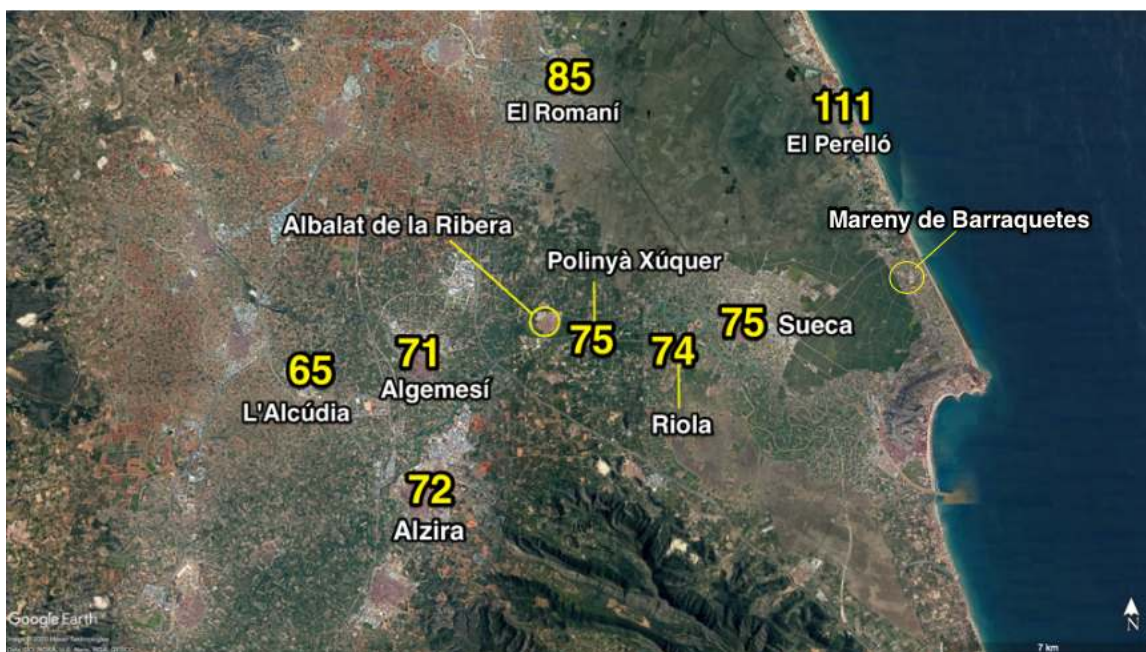 85
El Romaní
111
El Perelló
Albalat de la Ribera
Mareny de Barraquetes
Polinyà Xúquer
75
74
Riola
75 Sueca
71
Algemesí
65
L'Alcúdia
72
Alzira
Google Earth
N
7 km